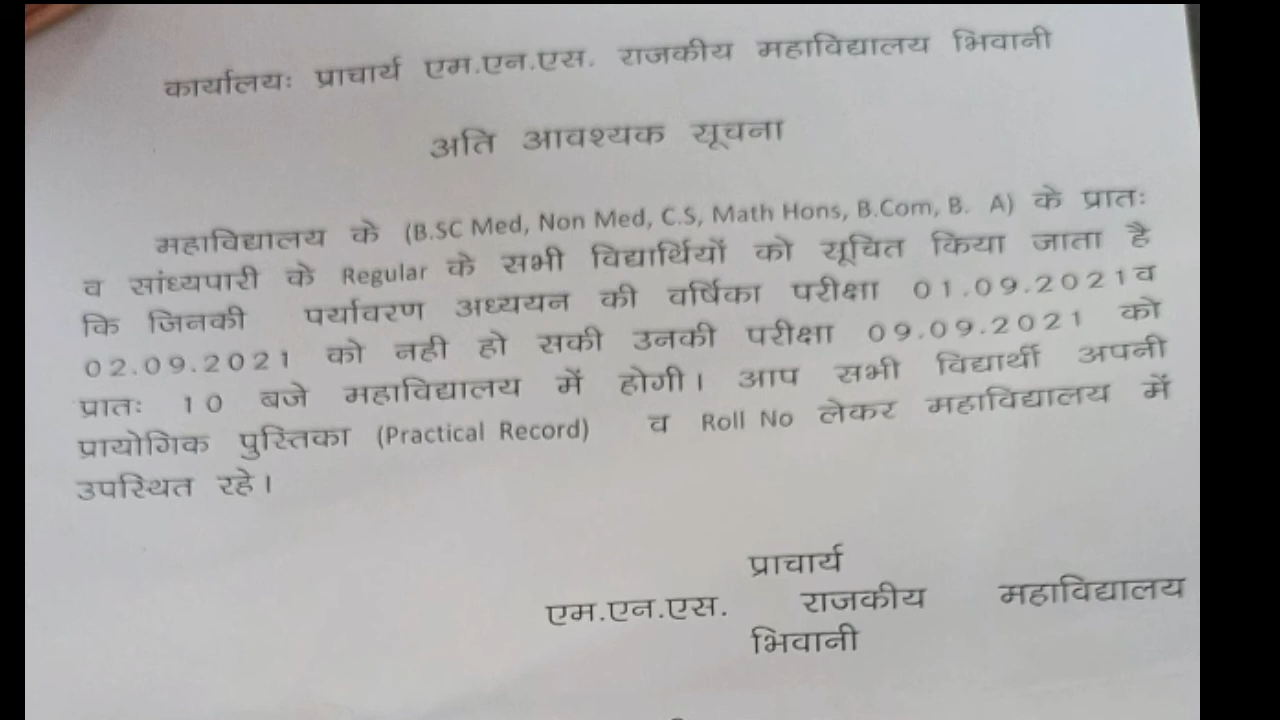 कार्यालयः प्राचार्य एम.एन.एस. राजकीय महाविद्यालय भिवानी
अति आवश्यक सूचना
महाविद्यालय के (B.SC Med, Non Med, C.S, Math Hons, B.Com, B. A) के प्रातः
व सांध्यपारी के Regular के सभी विद्यार्थियों को सूचित किया जाता है
कि जिनकी पर्यावरण अध्ययन की वर्षिका परीक्षा 01.09.2021व
02.09.2021 को नही हो सकी उनकी परीक्षा 09.09.2021 को
प्रातः 10 बजे महाविद्यालय में होगी। आप सभी विद्यार्थी अपनी
प्रायोगिक पुस्तिका (Practical Record) व Roll No लेकर महाविद्यालय में
उपस्थित रहे।
प्राचार्य
एम.एन.एस. राजकीय महाविद्यालय
भिवानी